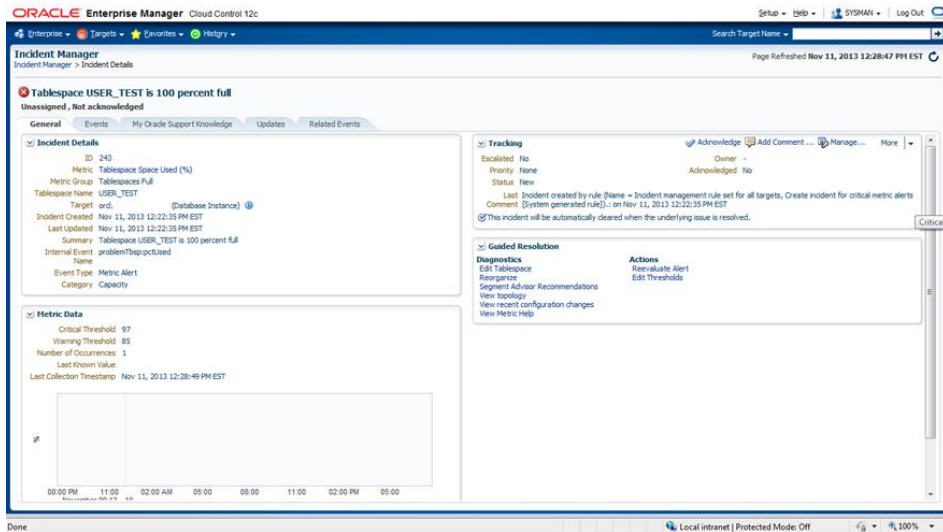 ORACLE Enterprise Manager Cloud Control 12c
Setup Help SYSMAN Log Out
Enterprise Targets Favorites History
Search Target Name
Incident Manager
Page Refreshed Nov 11, 2013 12:28:47 PM EST
Incident Manager > Incident Details
Tablespace USER_TEST is 100 percent full
Unassigned , Not acknowledged
General Events My Oracle Support Knowledge Updates Related Events
Incident Details
ID 243
Metric Tablespace Space Used (%)
Metric Group Tablespaces Full
Tablespace Name USER_TEST
Target ord. (Database Instance)
Incident Created Nov 11, 2013 12:22:35 PM EST
Last Updated Nov 11, 2013 12:22:35 PM EST
Summary Tablespace USER_TEST is 100 percent full
Internal Event Name problemTbsp:pctUsed
Event Type Metric Alert
Category Capacity
Metric Data
Critical Threshold 97
Warning Threshold 85
Number of Occurrences 1
Last Known Value
Last Collection Timestamp Nov 11, 2013 12:28:49 PM EST
%
08:00 PM 11:00 02:00 AM 05:00 08:00 11:00 02:00 PM 05:00
Tracking
Acknowledge Add Comment ... Manage... More
Escalated No Owner -
Priority None Acknowledged No
Status New
Last Comment Incident created by rule (Name = Incident management rule set for all targets, Create incident for critical metric alerts
[System generated rule]).: on Nov 11, 2013 12:22:35 PM EST
This incident will be automatically cleared when the underlying issue is resolved.
Critical
Guided Resolution
Diagnostics Actions
Edit Tablespace Reevaluate Alert
Reorganize Edit Thresholds
Segment Advisor Recommendations
View topology
View recent configuration changes
View Metric Help
Done
Local intranet | Protected Mode: Off
100%